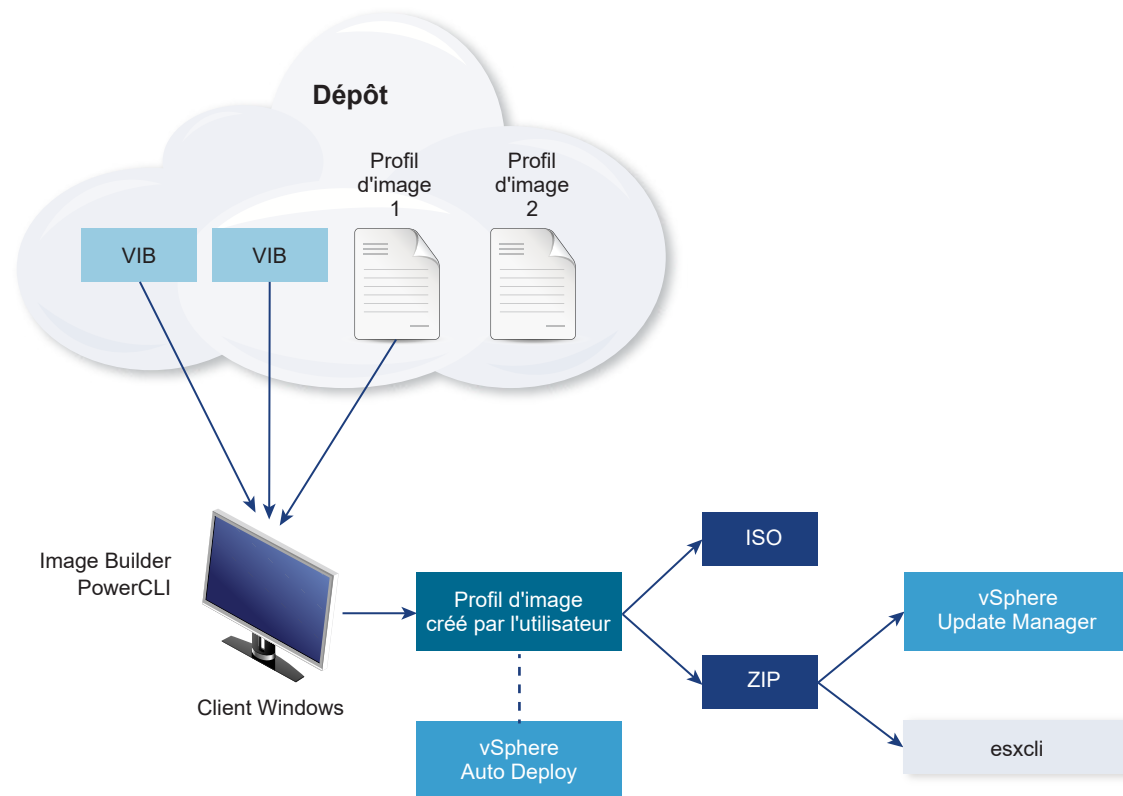 Dépôt
Profil
d'image
1
Profil
d'image
2
VIB
VIB
Image Builder
PowerCLI
Client Windows
Profil d'image
créé par l'utilisateur
vSphere
Auto Deploy
ISO
ZIP
vSphere
Update Manager
esxcli